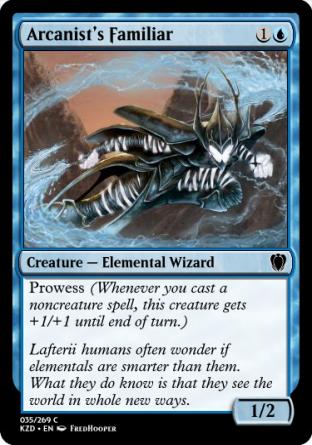 Arcanist's Familiar 1
Creature — Elemental Wizard
Prowess (Whenever you cast a
noncreature spell, this creature gets
+1/+1 until end of turn.)
Lafterii humans often wonder if
elementals are smarter than them.
What they do know is that they see the
world in whole new ways.
1/2
035/269 C
KZD • EN FredHooper